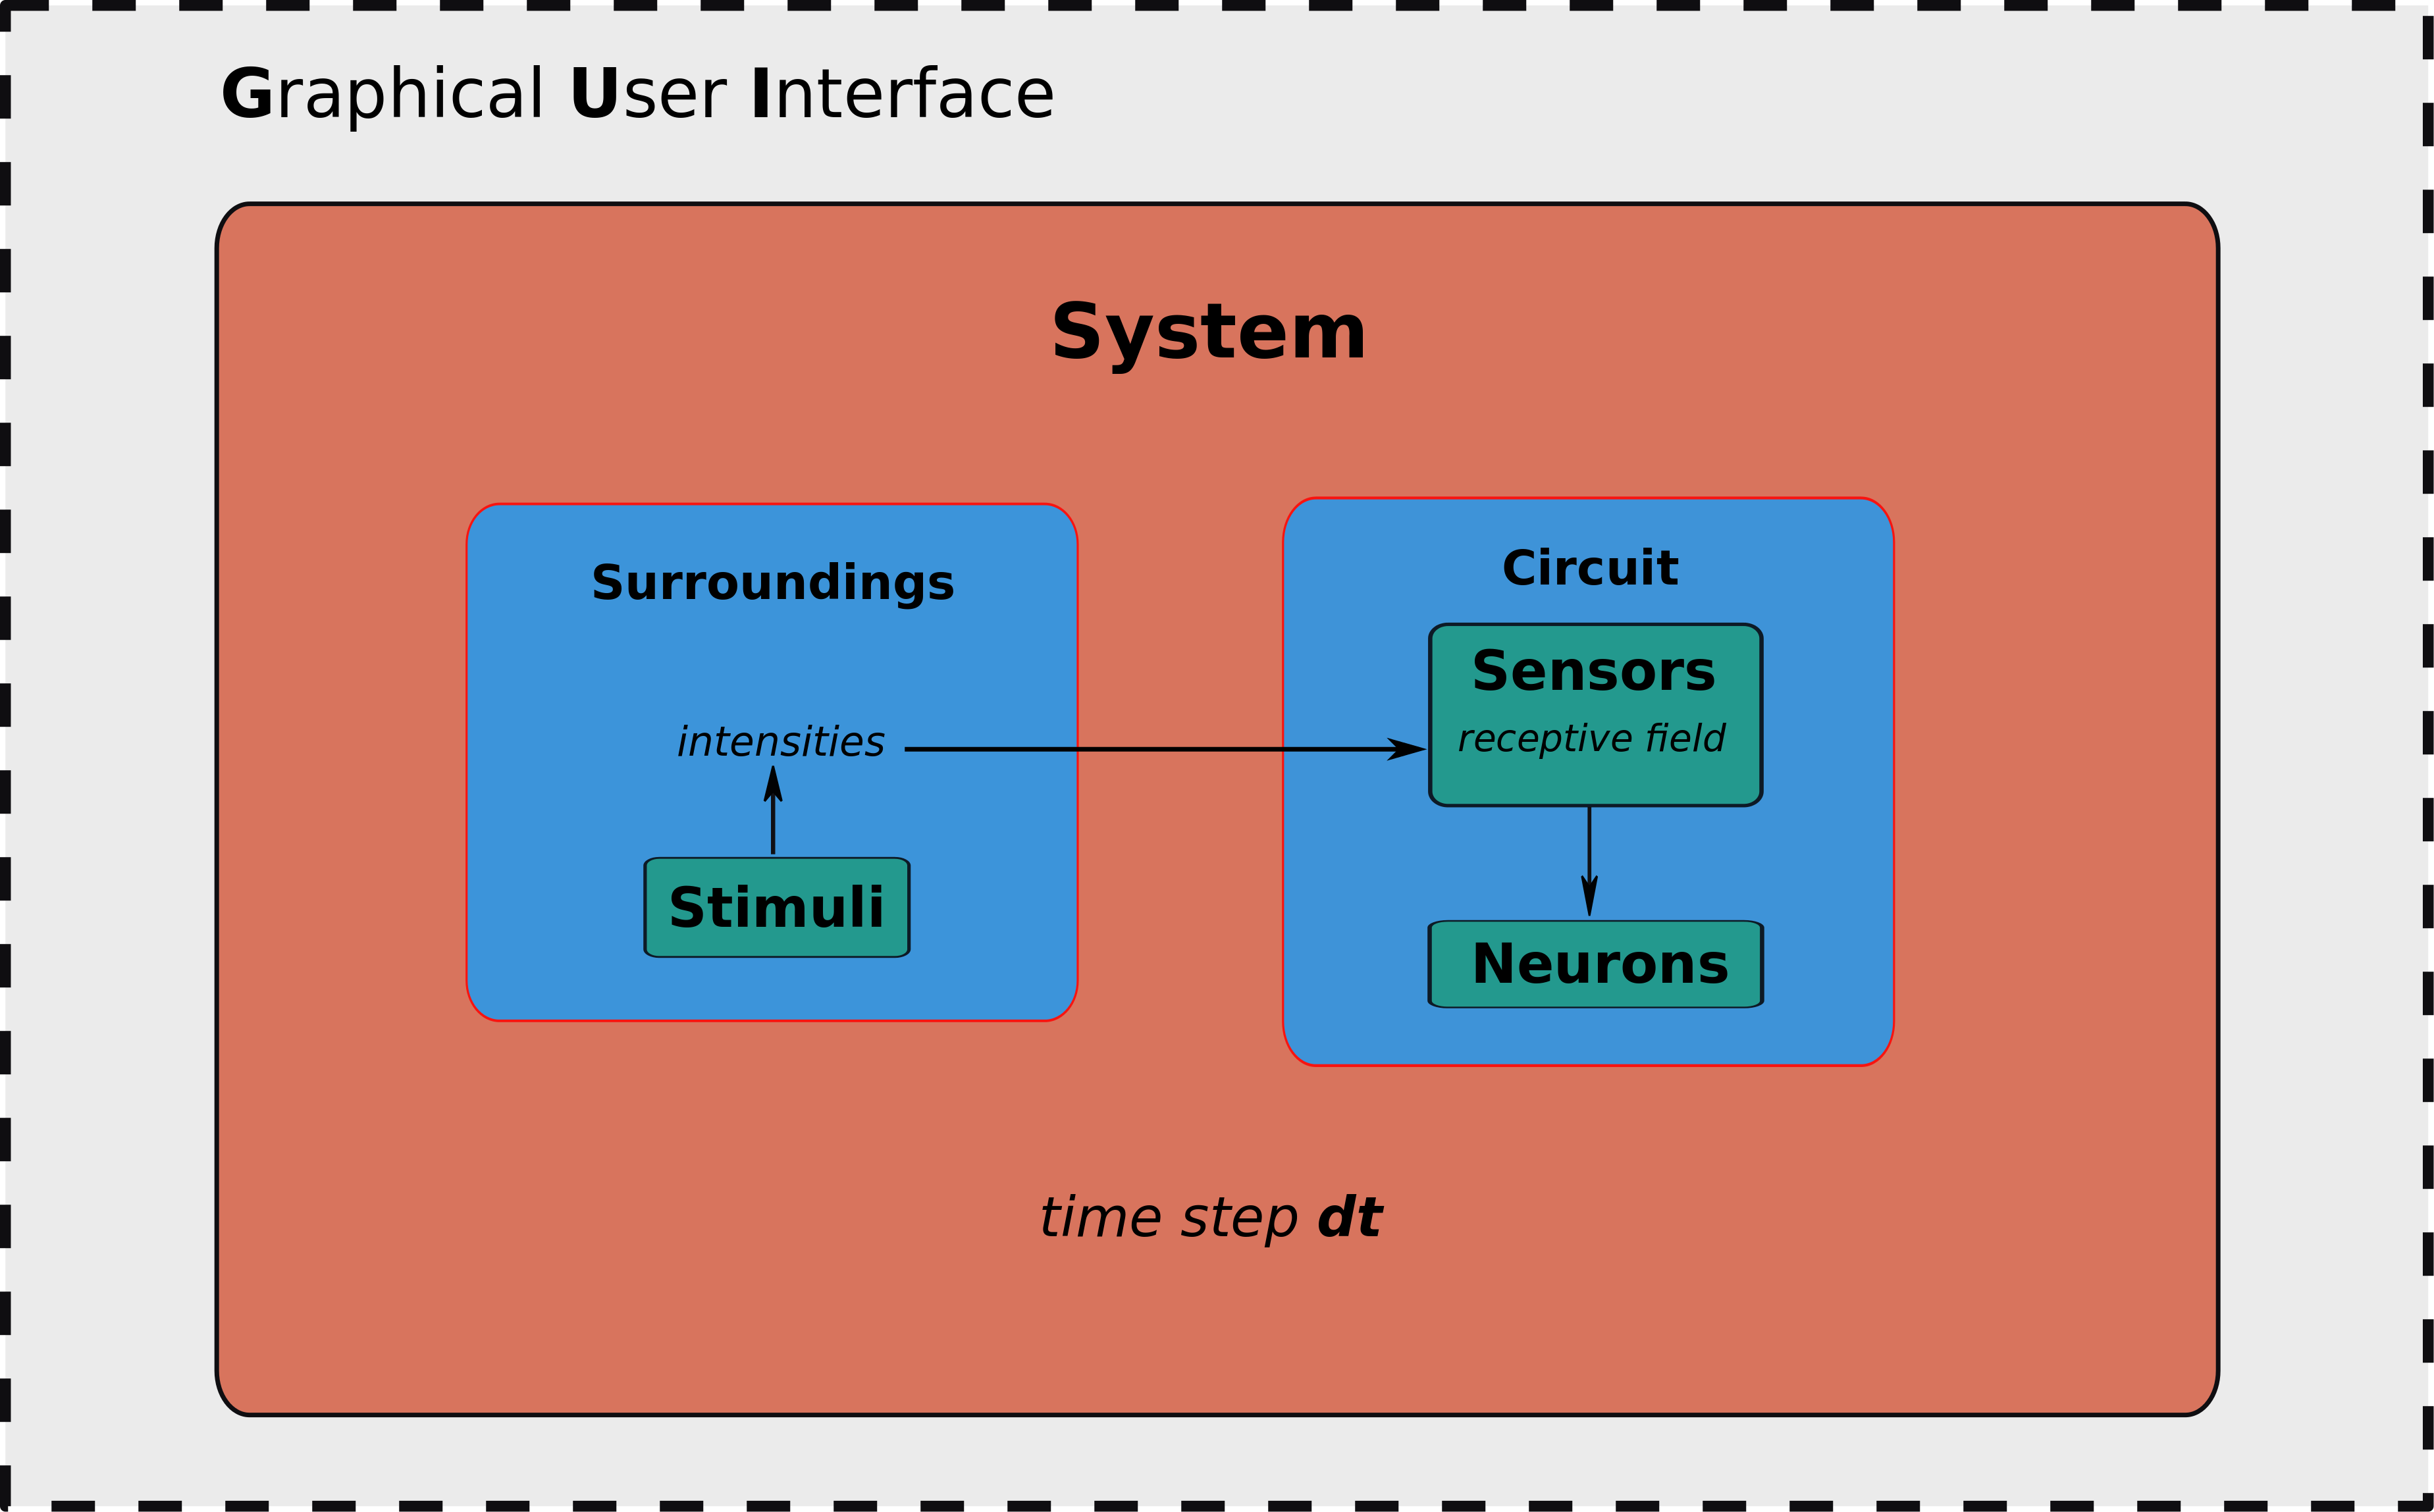 Graphical User Interface
System
Surroundings
intensities
Stimuli
Circuit
Sensors
receptive field
Neurons
time step dt